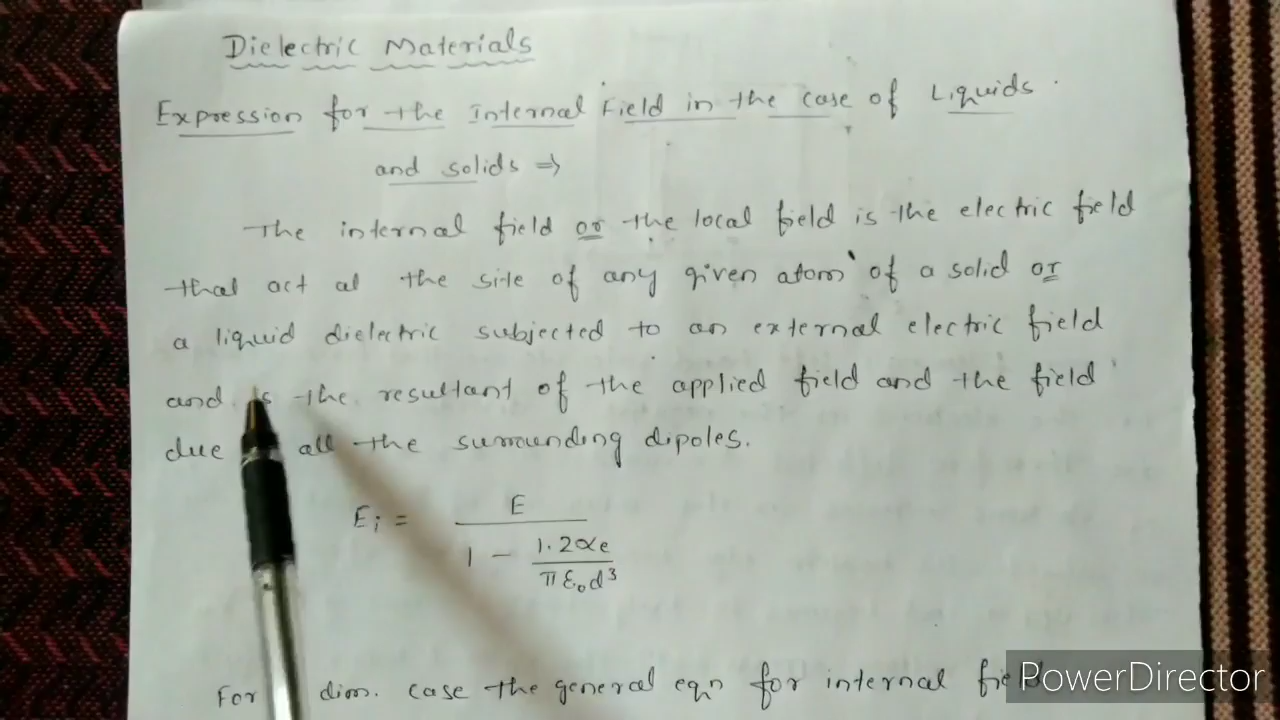 Dielectric Materials
Expression for the Internal Field in the case of Liquids
and solids ⇒
The internal field or the local field is the electric field
that act at the site of any given atom of a solid or
a liquid dielectric subjected to an external electric field
and is the resultant of the applied field and the field
due all the surrounding dipoles.
Ei = E / (1 - 1.2αe / (πε₀d³))
For dim. case the general eqn for internal field
PowerDirector